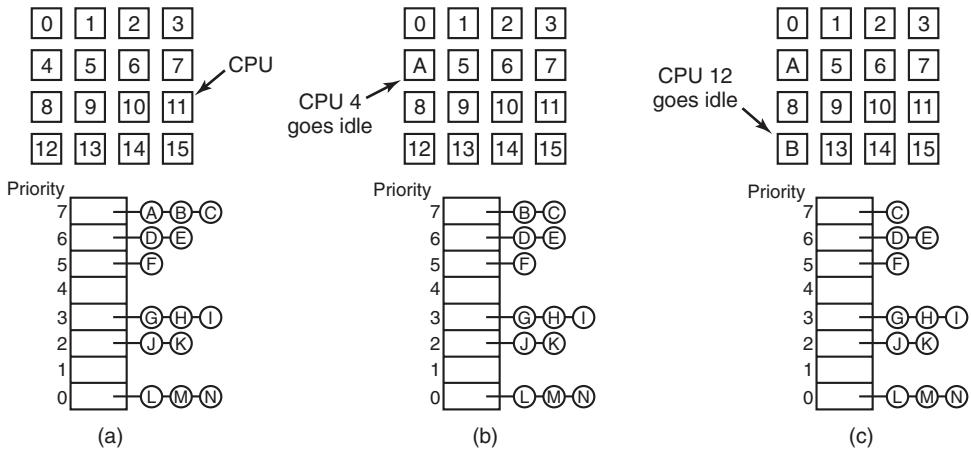 0 1 2 3
4 5 6 7
8 9 10 11
12 13 14 15
CPU
Priority
7 A B C
6 D E
5 F
4
3 G H I
2 J K
1
0 L M N
(a)
0 1 2 3
A 5 6 7
8 9 10 11
12 13 14 15
CPU 4
goes idle
Priority
7 B C
6 D E
5 F
4
3 G H I
2 J K
1
0 L M N
(b)
0 1 2 3
A 5 6 7
8 9 10 11
B 13 14 15
CPU 12
goes idle
Priority
7 C
6 D E
5 F
4
3 G H I
2 J K
1
0 L M N
(c)